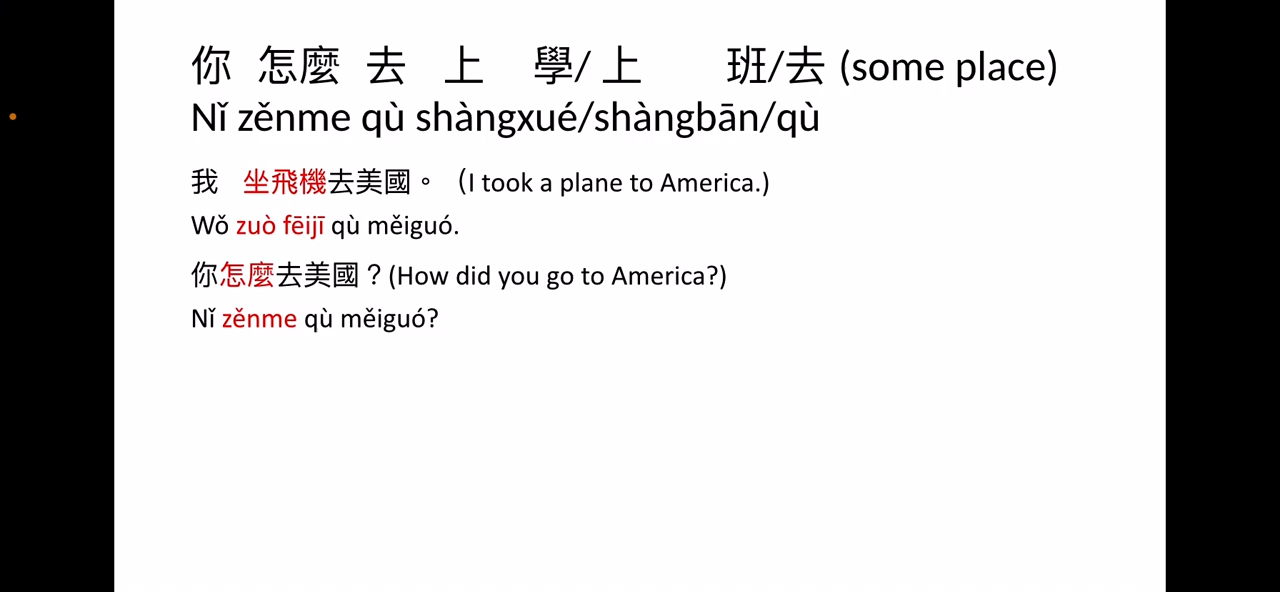 你 怎麼 去 上 學/ 上 班/去 (some place)
Nǐ zěnme qù shàngxué/shàngbān/qù
我 坐飛機去美國。 (I took a plane to America.)
Wǒ zuò fēijī qù měiguó.
你怎麼去美國？(How did you go to America?)
Nǐ zěnme qù měiguó?